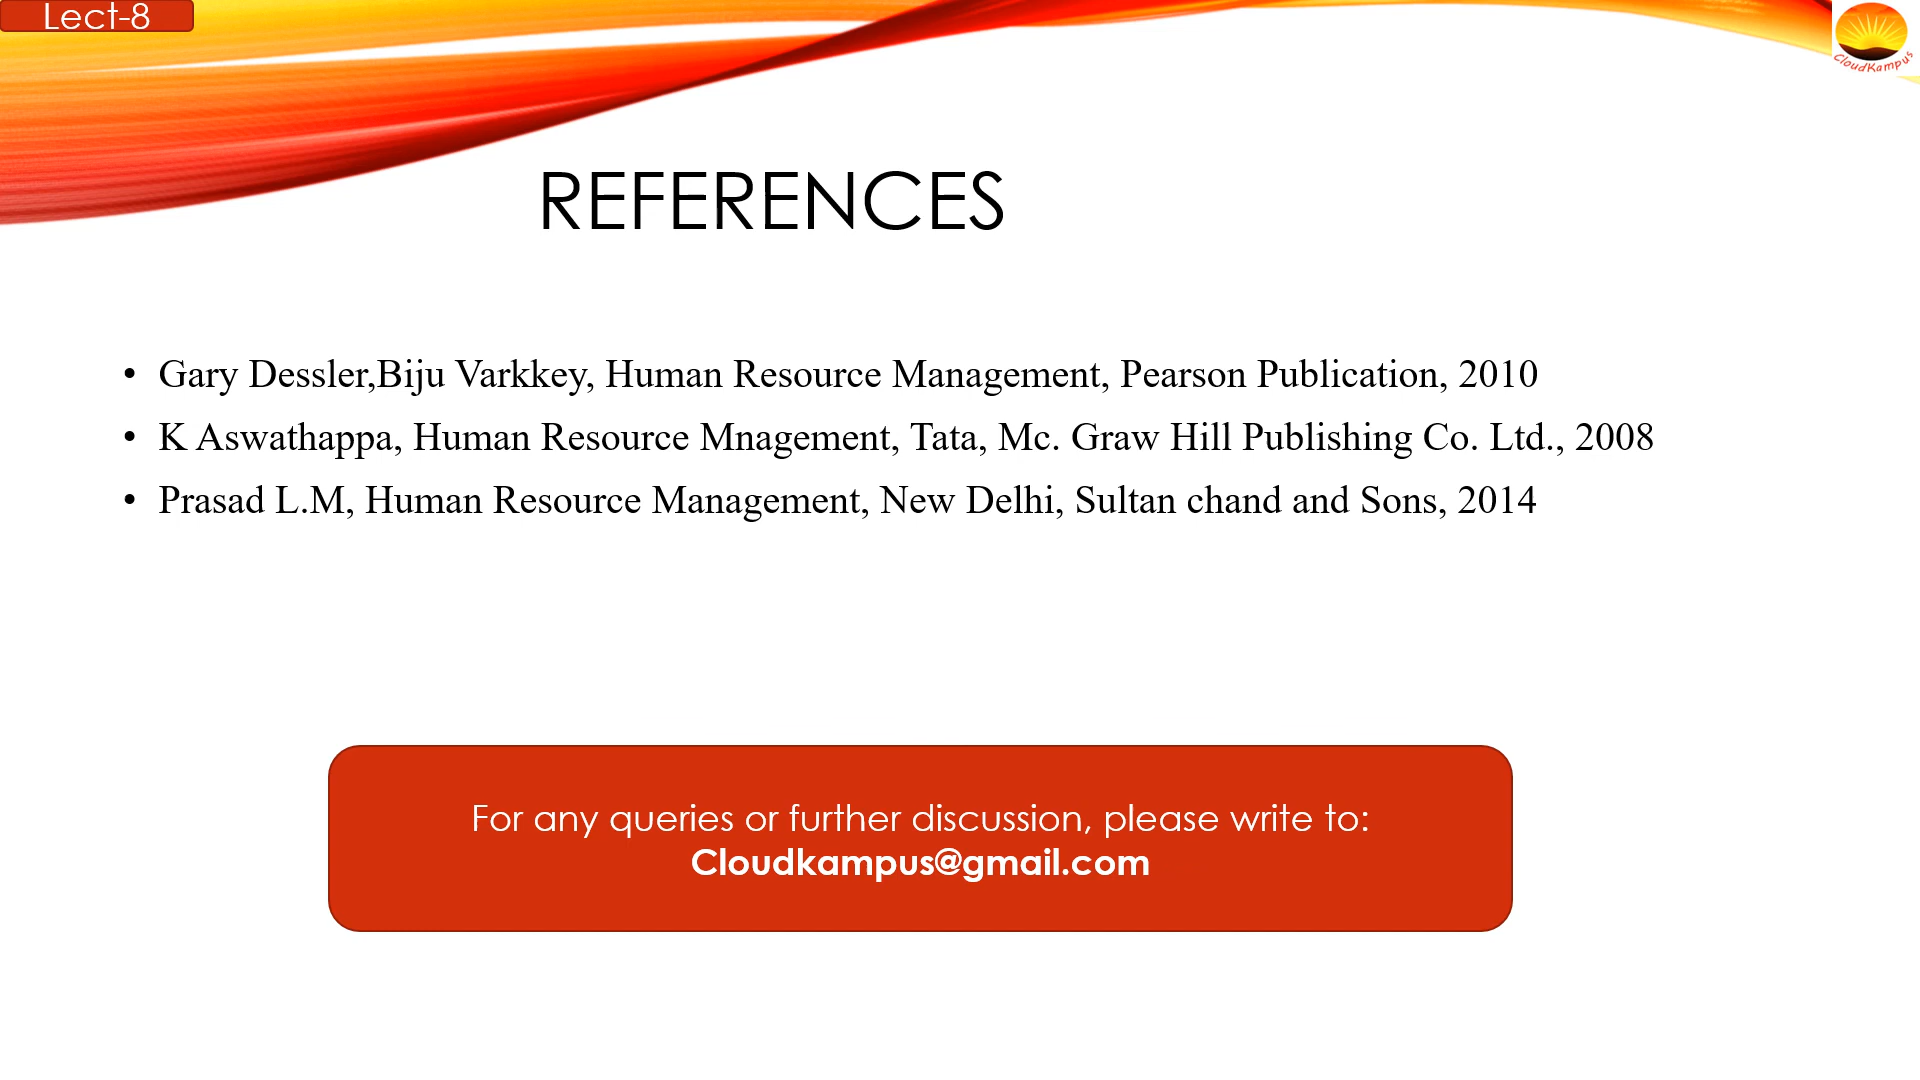 Lect-8
CloudKampus
REFERENCES
• Gary Dessler,Biju Varkkey, Human Resource Management, Pearson Publication, 2010
• K Aswathappa, Human Resource Mnagement, Tata, Mc. Graw Hill Publishing Co. Ltd., 2008
• Prasad L.M, Human Resource Management, New Delhi, Sultan chand and Sons, 2014
For any queries or further discussion, please write to:
Cloudkampus@gmail.com